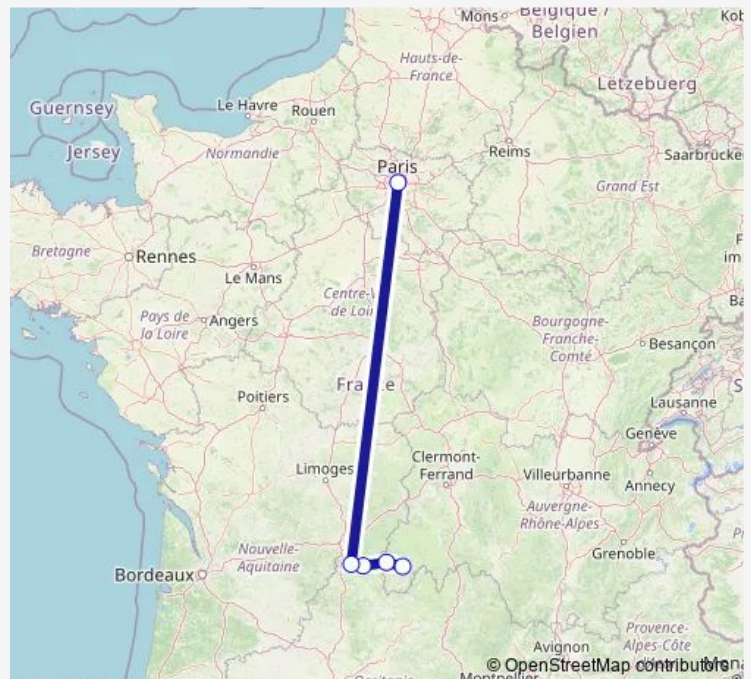 Mons
Belgique /
Belgien
Hauts-de-
France
Letzebuerg
Guernsey
Le Havre
Rouen
Jersey
Normandie
Paris
Reims
Saarbrücke
Grand Est
Bretagne
Rennes
Le Mans
Centre-V
de Loir
Pays de
la Loire
Angers
Bourgogne-
Franche-
Comté
Besançon
France
Poitiers
Lausanne
Genève
Limoges
Clermont-
Ferrand
Villeurbanne
Annecy
Auvergne-
Rhône-Alpes
Nouvelle-
Aquitaine
Grenoble
Bordeaux
Provence-
Alpes-Côte
Avignon
© OpenStreetMap contributors